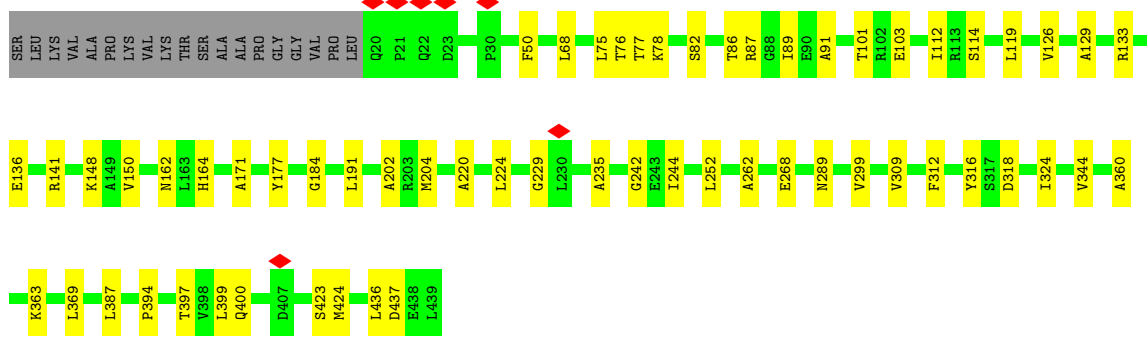 SER LEU LYS VAL ALA PRO LYS VAL LYS THR SER ALA ALA PRO GLY GLY VAL PRO LEU Q20 P21 Q22 D23 P30 F50 L68 L75 T76 T77 K78 S82 T86 R87 G88 I89 E90 A91 T101 R102 E103 I112 R113 S114 L119 V126 A129 R133
E136 R141 K148 A149 V150 N162 L163 H164 A171 Y177 G184 L191 A202 R203 M204 A220 L224 G229 L230 A235 G242 E243 I244 L252 A262 E268 N289 V299 V309 F312 Y316 S317 D318 I324 V344 A360
K363 L369 L387 P394 T397 V398 L399 Q400 D407 S423 M424 L436 D437 E438 L439